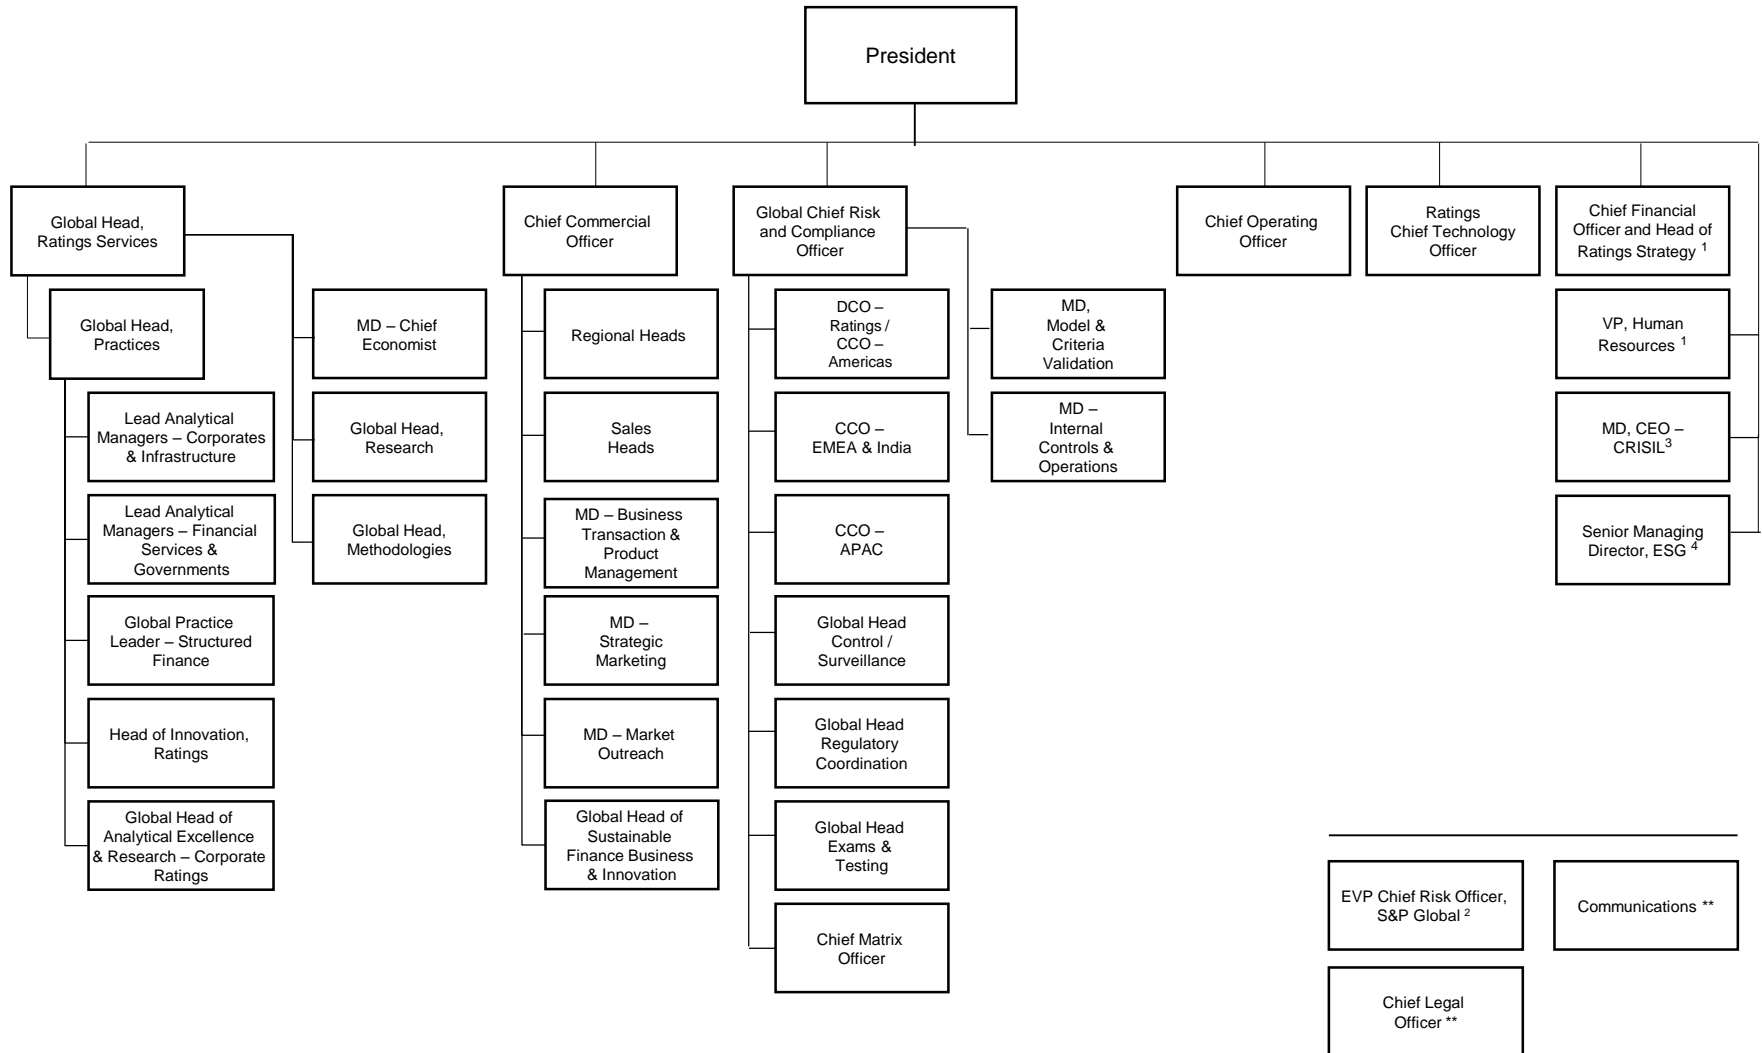 President
Global Head,
Ratings Services
Chief Commercial
Officer
Global Chief Risk
and Compliance
Officer
Chief Operating
Officer
Ratings
Chief Technology
Officer
Chief Financial
Officer and Head of
Ratings Strategy 1
Global Head,
Practices
MD – Chief
Economist
Regional Heads
DCO –
Ratings /
CCO –
Americas
MD,
Model &
Criteria
Validation
VP, Human
Resources 1
Lead Analytical
Managers – Corporates
& Infrastructure
Global Head,
Research
Sales
Heads
CCO –
EMEA & India
MD –
Internal
Controls &
Operations
MD, CEO –
CRISIL3
Lead Analytical
Managers – Financial
Services &
Governments
Global Head,
Methodologies
MD – Business
Transaction &
Product
Management
CCO –
APAC
Senior Managing
Director, ESG 4
Global Practice
Leader – Structured
Finance
MD –
Strategic
Marketing
Global Head
Control /
Surveillance
Head of Innovation,
Ratings
MD – Market
Outreach
Global Head
Regulatory
Coordination
Global Head of
Analytical Excellence
& Research – Corporate
Ratings
Global Head of
Sustainable
Finance Business
& Innovation
Global Head
Exams &
Testing
Chief Matrix
Officer
EVP Chief Risk Officer,
S&P Global 2
Communications **
Chief Legal
Officer **